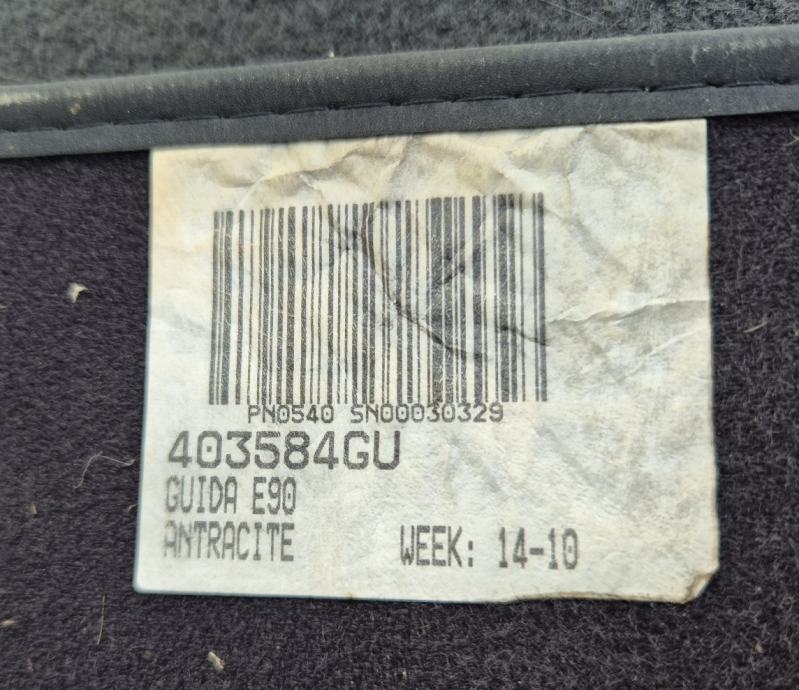 PN0540 SN00030329
403584GU
GUIDA E90
ANTRACITE WEEK: 14-10